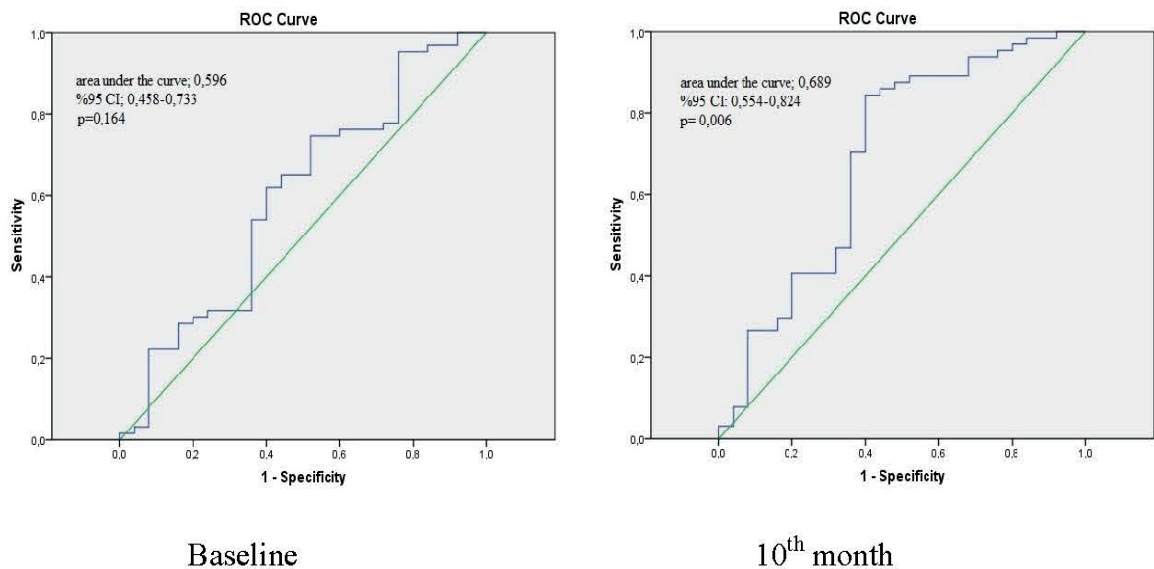 ROC Curve
area under the curve; 0,596
%95 CI; 0,458-0,733
p=0,164
1,0
0,8
0,6
0,4
0,2
0,0
Sensitivity
0,0 0,2 0,4 0,6 0,8 1,0
1 - Specificity
Baseline
ROC Curve
area under the curve; 0,689
%95 CI: 0,554-0,824
p= 0,006
1,0
0,8
0,6
0,4
0,2
0,0
Sensitivity
0,0 0,2 0,4 0,6 0,8 1,0
1 - Specificity
10th month